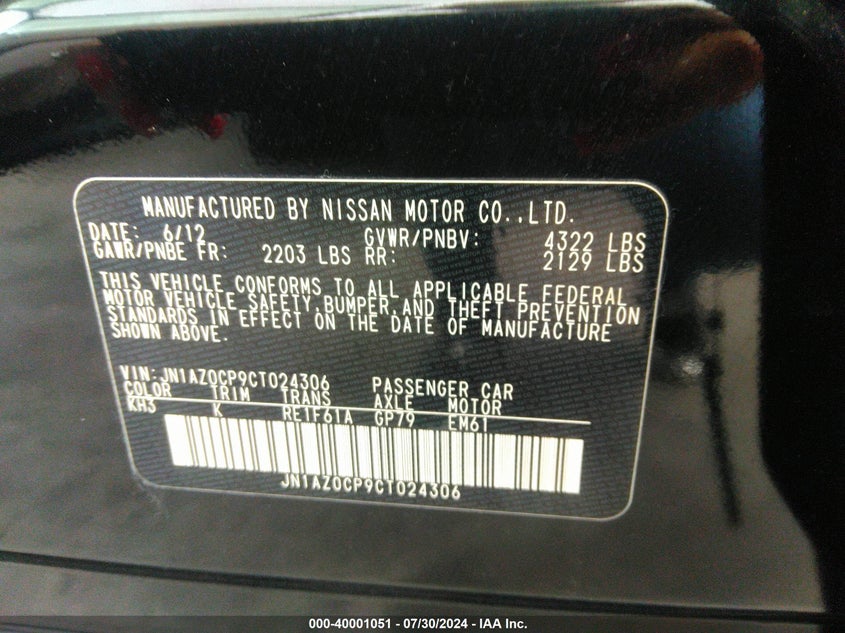 MANUFACTURED BY NISSAN MOTOR CO.,LTD.
DATE: 6/12 GVWR/PNBV: 4322 LBS
GAWR/PNBE FR: 2203 LBS RR: 2129 LBS
THIS VEHICLE CONFORMS TO ALL APPLICABLE FEDERAL
MOTOR VEHICLE SAFETY,BUMPER,AND THEFT PREVENTION
STANDARDS IN EFFECT ON THE DATE OF MANUFACTURE
SHOWN ABOVE.
VIN:JN1AZ0CP9CT024306 PASSENGER CAR
COLOR TRIM TRANS AXLE MOTOR
KH3 K RE1F61A GP79 EM61
JN1AZ0CP9CT024306
000-40001051 / 07/30/2024 - IAA Inc.